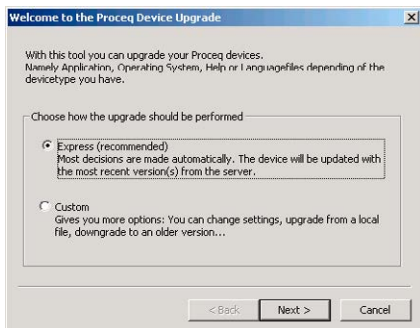 Welcome to the Proceq Device Upgrade
With this tool you can upgrade your Proceq devices.
Namely Application, Operating System, Help or Languagefiles depending of the
devicetype you have.
Choose how the upgrade should be performed
Express (recommended)
Most decisions are made automatically. The device will be updated with
the most recent version(s) from the server.
Custom
Gives you more options: You can change settings, upgrade from a local
file, downgrade to an older version...
< Back
Next >
Cancel